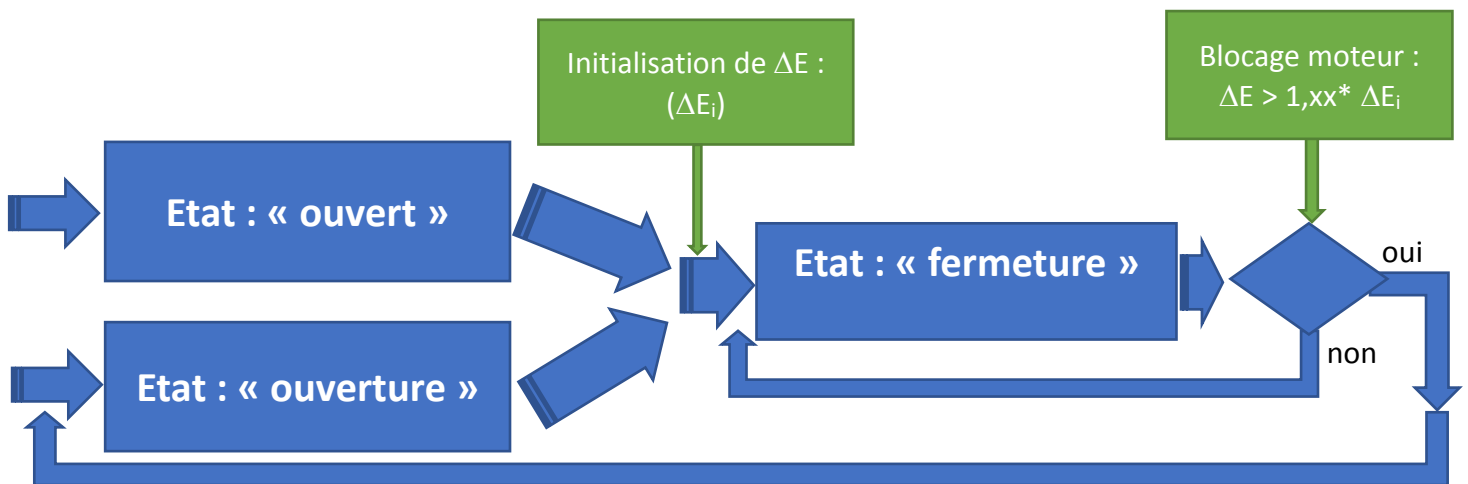 Initialisation de ΔE :
(ΔEi)
Blocage moteur :
ΔE > 1,xx* ΔEi
Etat : « ouvert »
Etat : « fermeture »
oui
non
Etat : « ouverture »